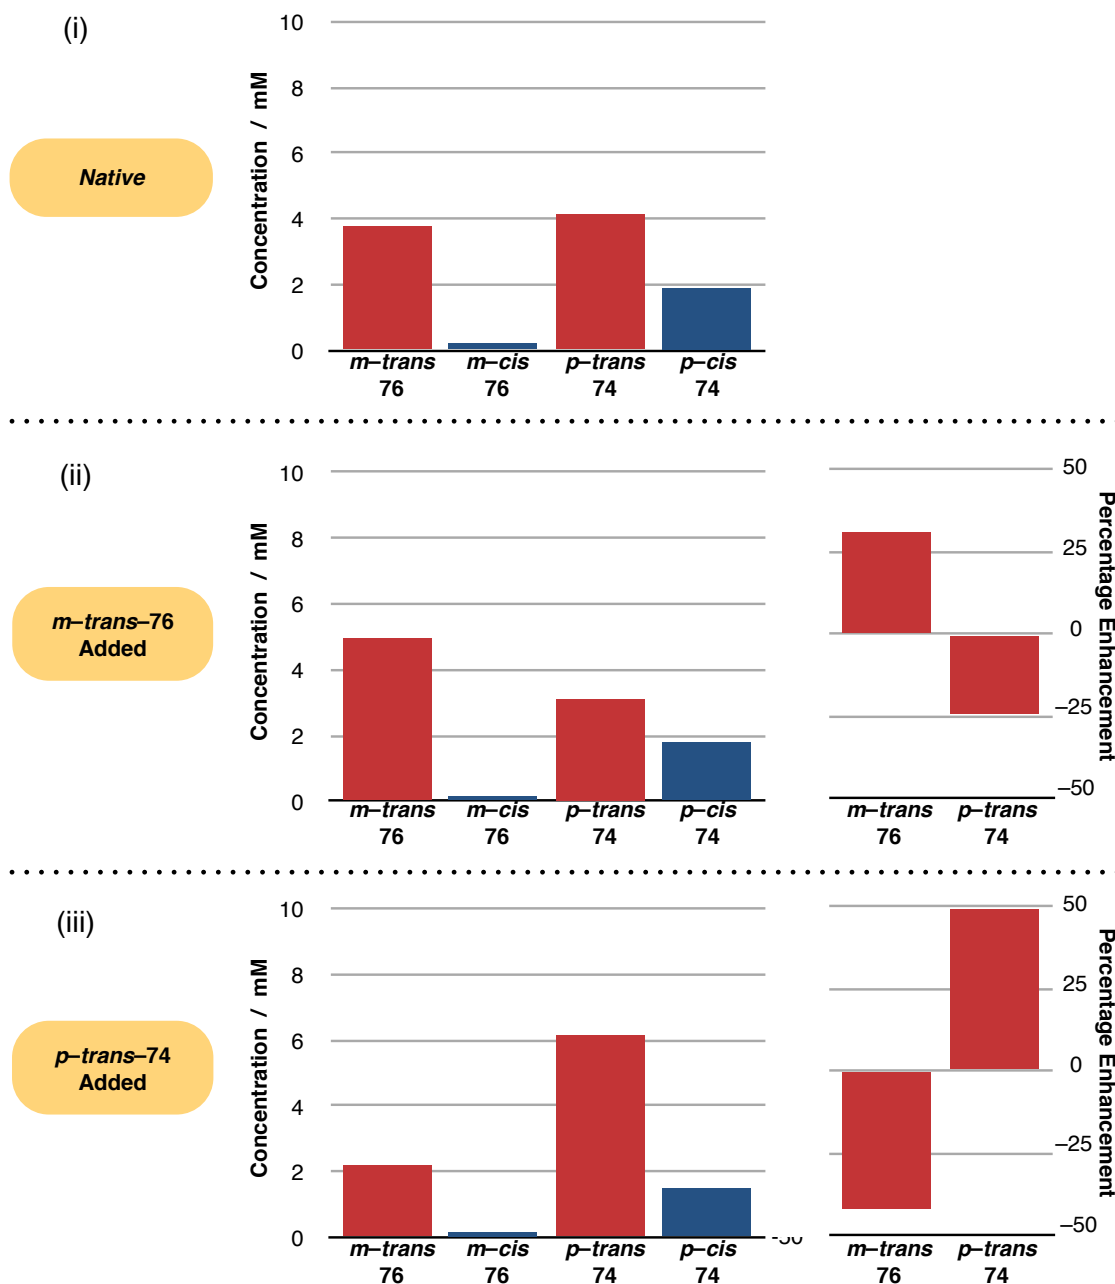 (i)
Native
Concentration / mM
10
8
6
4
2
0
m–trans
76
m–cis
76
p–trans
74
p–cis
74
(ii)
m–trans–76
Added
Concentration / mM
10
8
6
4
2
0
m–trans
76
m–cis
76
p–trans
74
p–cis
74
50
25
0
–25
–50
Percentage Enhancement
m–trans
76
p–trans
74
(iii)
p–trans–74
Added
Concentration / mM
10
8
6
4
2
0
m–trans
76
m–cis
76
p–trans
74
p–cis
74
50
25
0
–25
–50
Percentage Enhancement
m–trans
76
p–trans
74